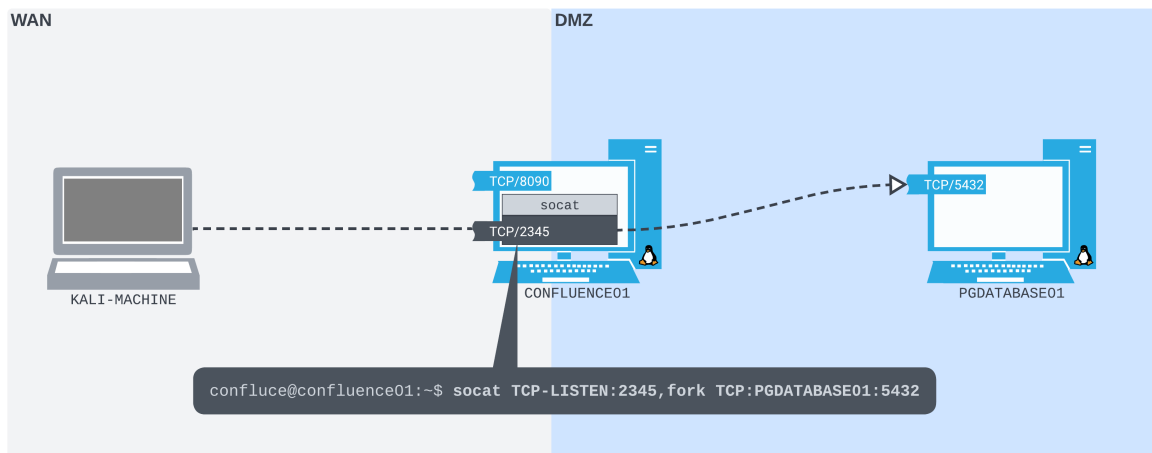 WAN
DMZ
TCP/8090
TCP/5432
socat
TCP/2345
KALI-MACHINE
CONFLUENCE01
PGDATABASE01
confluce@confluence01:~$ socat TCP-LISTEN:2345,fork TCP:PGDATABASE01:5432